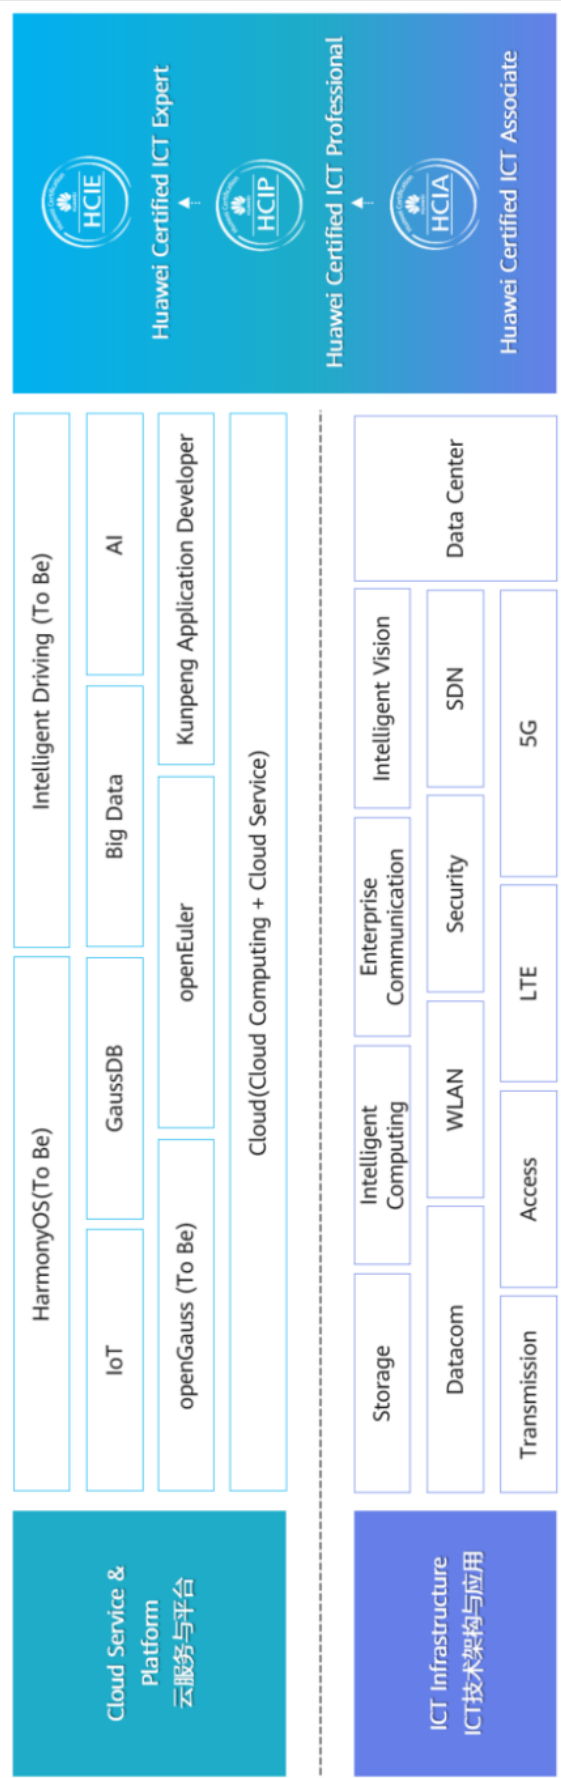 Cloud Service &
Platform
云服务与平台
HarmonyOS(To Be)
Intelligent Driving (To Be)
IoT
GaussDB
Big Data
AI
openGauss (To Be)
openEuler
Kunpeng Application Developer
Cloud(Cloud Computing + Cloud Service)
ICT Infrastructure
ICT技术架构与应用
Storage
Intelligent
Computing
Enterprise
Communication
Intelligent Vision
Data Center
Datacom
WLAN
Security
SDN
Transmission
Access
LTE
5G
HCIE
Huawei Certified ICT Expert
HCIP
Huawei Certified ICT Professional
HCIA
Huawei Certified ICT Associate